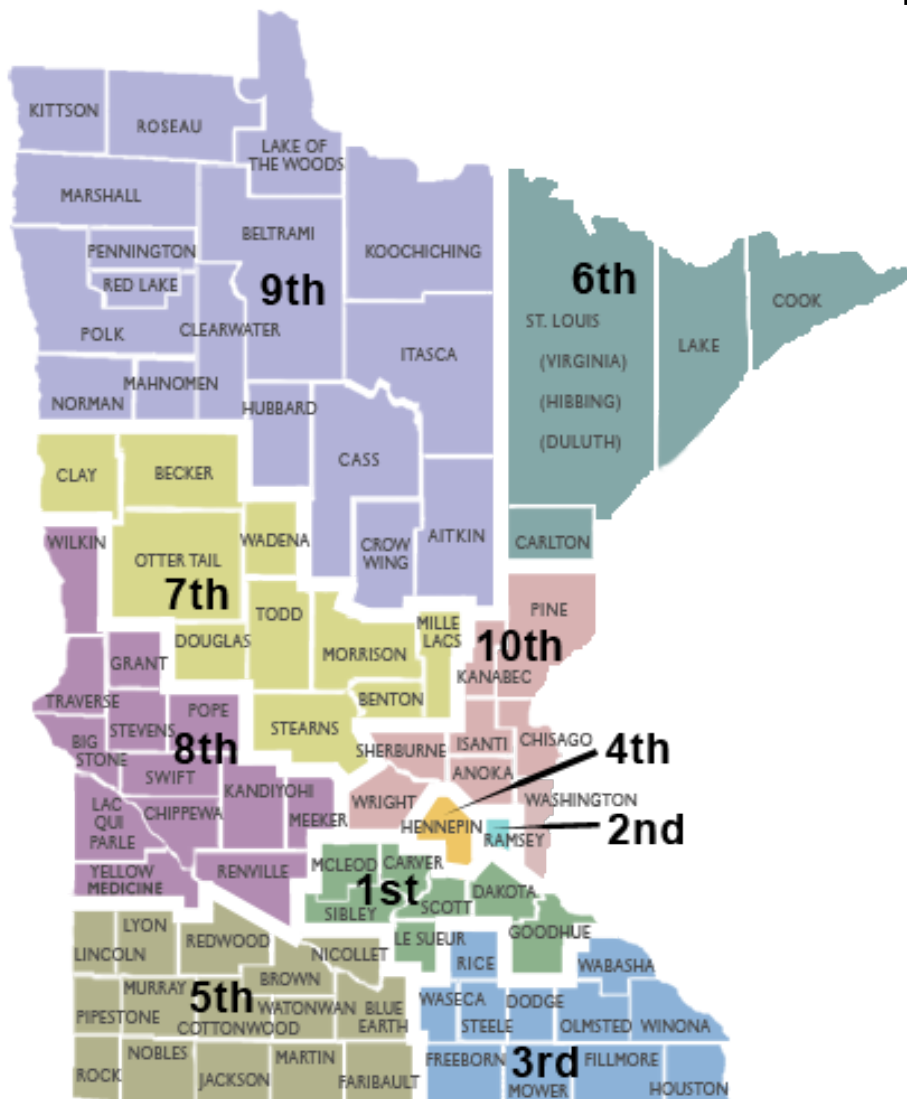 KITTSON
ROSEAU
LAKE OF
THE WOODS
MARSHALL
PENNINGTON
RED LAKE
POLK
CLEARWATER
BELTRAMI
9th
KOOCHICHING
ITASCA
NORMAN
MAHNOMEN
HUBBARD
CASS
CROW
WING
AITKIN
6th
ST. LOUIS
(VIRGINIA)
(HIBBING)
(DULUTH)
LAKE
COOK
CARLTON
CLAY
BECKER
WADENA
OTTER TAIL
7th
TODD
DOUGLAS
MORRISON
MILLE
LACS
BENTON
STEARNS
WILKIN
GRANT
TRAVERSE
STEVENS
POPE
8th
BIG
STONE
SWIFT
LAC
QUI
PARLE
CHIPPEWA
KANDIYOHI
MEEKER
YELLOW
MEDICINE
RENVILLE
PINE
10th
KANABEC
SHERBURNE
ISANTI
CHISAGO
ANOKA
WRIGHT
WASHINGTON
4th
HENNEPIN
2nd
RAMSEY
MCLEOD
CARVER
1st
SIBLEY
SCOTT
DAKOTA
LE SUEUR
GOODHUE
LYON
LINCOLN
REDWOOD
NICOLLET
BROWN
MURRAY
5th
PIPESTONE
COTTONWOOD
WATONWAN
BLUE
EARTH
ROCK
NOBLES
JACKSON
MARTIN
FARIBAULT
RICE
WABASHA
WASECA
STEELE
DODGE
OLMSTED
WINONA
FREEBORN
3rd
MOWER
FILLMORE
HOUSTON